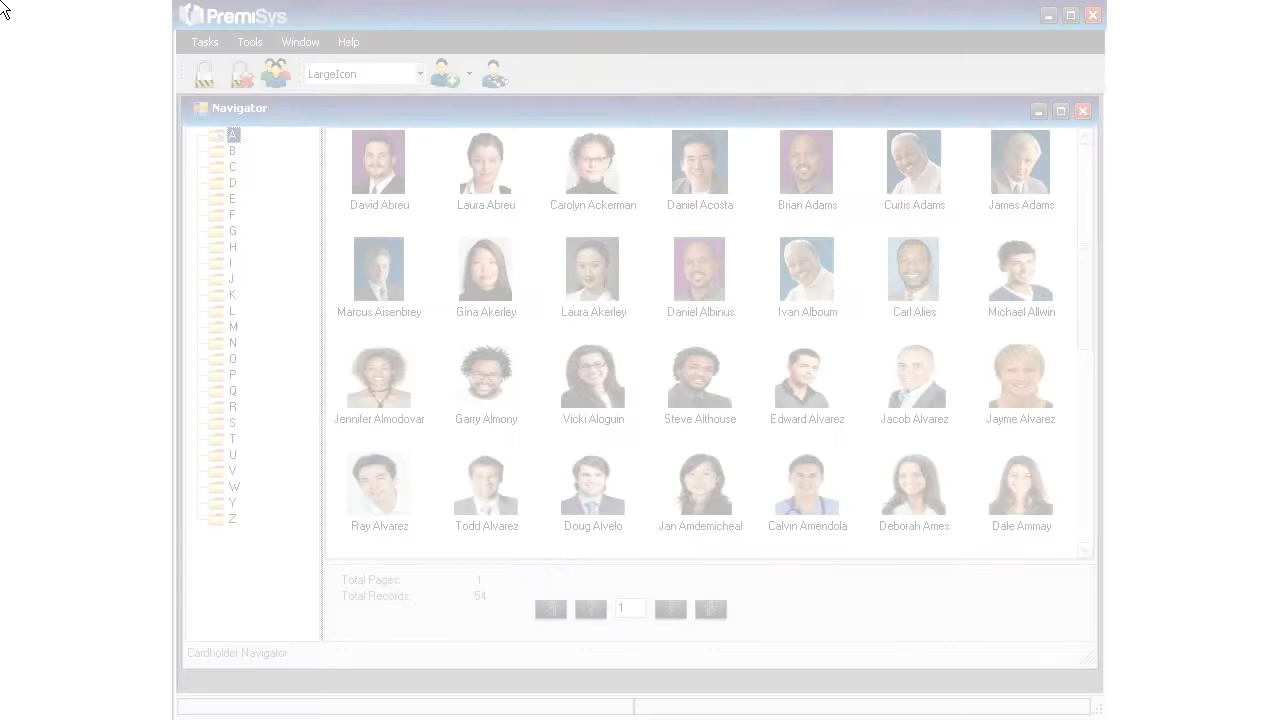 PremiSys
Tasks Tools Window Help
LargeIcon
Navigator
A
B
C
D
E
F
G
H
I
J
K
L
M
N
O
P
Q
R
S
T
U
V
W
Y
Z
David Abreu Laura Abreu Carolyn Ackerman Daniel Acosta Brian Adams Curtis Adams James Adams
Marcus Aisenbrey Gina Akerley Laura Akerley Daniel Albinus Ivan Alboum Carl Alies Michael Allwin
Jennifer Almodovar Garry Almony Vicki Aloguin Steve Althouse Edward Alvarez Jacob Alvarez Jayme Alvarez
Ray Alvarez Todd Alvarez Doug Alvelo Jan Amdemicheal Calvin Amendola Deborah Ames Dale Ammay
Total Pages: 1
Total Records: 54
1
Cardholder Navigator